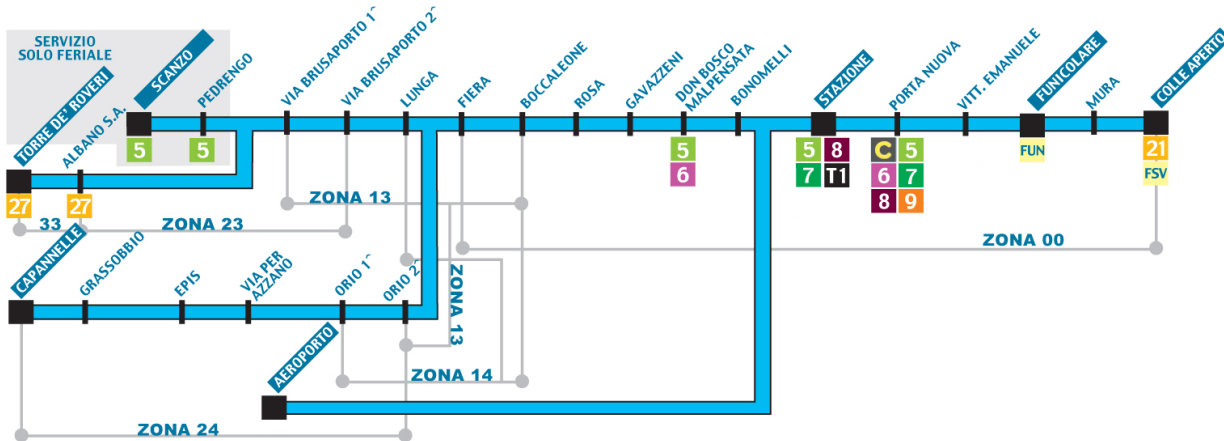 SERVIZIO
SOLO FERIALE
TORRE DE' ROVERI
ALBANO S.A.
SCANZO
PEDRENGO
VIA BRUSAPORTO 1^
VIA BRUSAPORTO 2^
LUNGA
FIERA
BOCCALEONE
ROSA
GAVAZZENI
DON BOSCO
MALPENSATA
BONOMELLI
STAZIONE
PORTA NUOVA
VITT. EMANUELE
FUNICOLARE
MURA
COLLE APERTO
5
5
5
6
5 8
7 T1
C 5
6 7
8 9
FUN
21
FSV
27
27
33
ZONA 23
ZONA 13
ZONA 00
CAPANNELLE
GRASSOBBIO
EPIS
VIA PER
AZZANO
ORIO 1^
ORIO 2^
ZONA 13
AEROPORTO
ZONA 14
ZONA 24